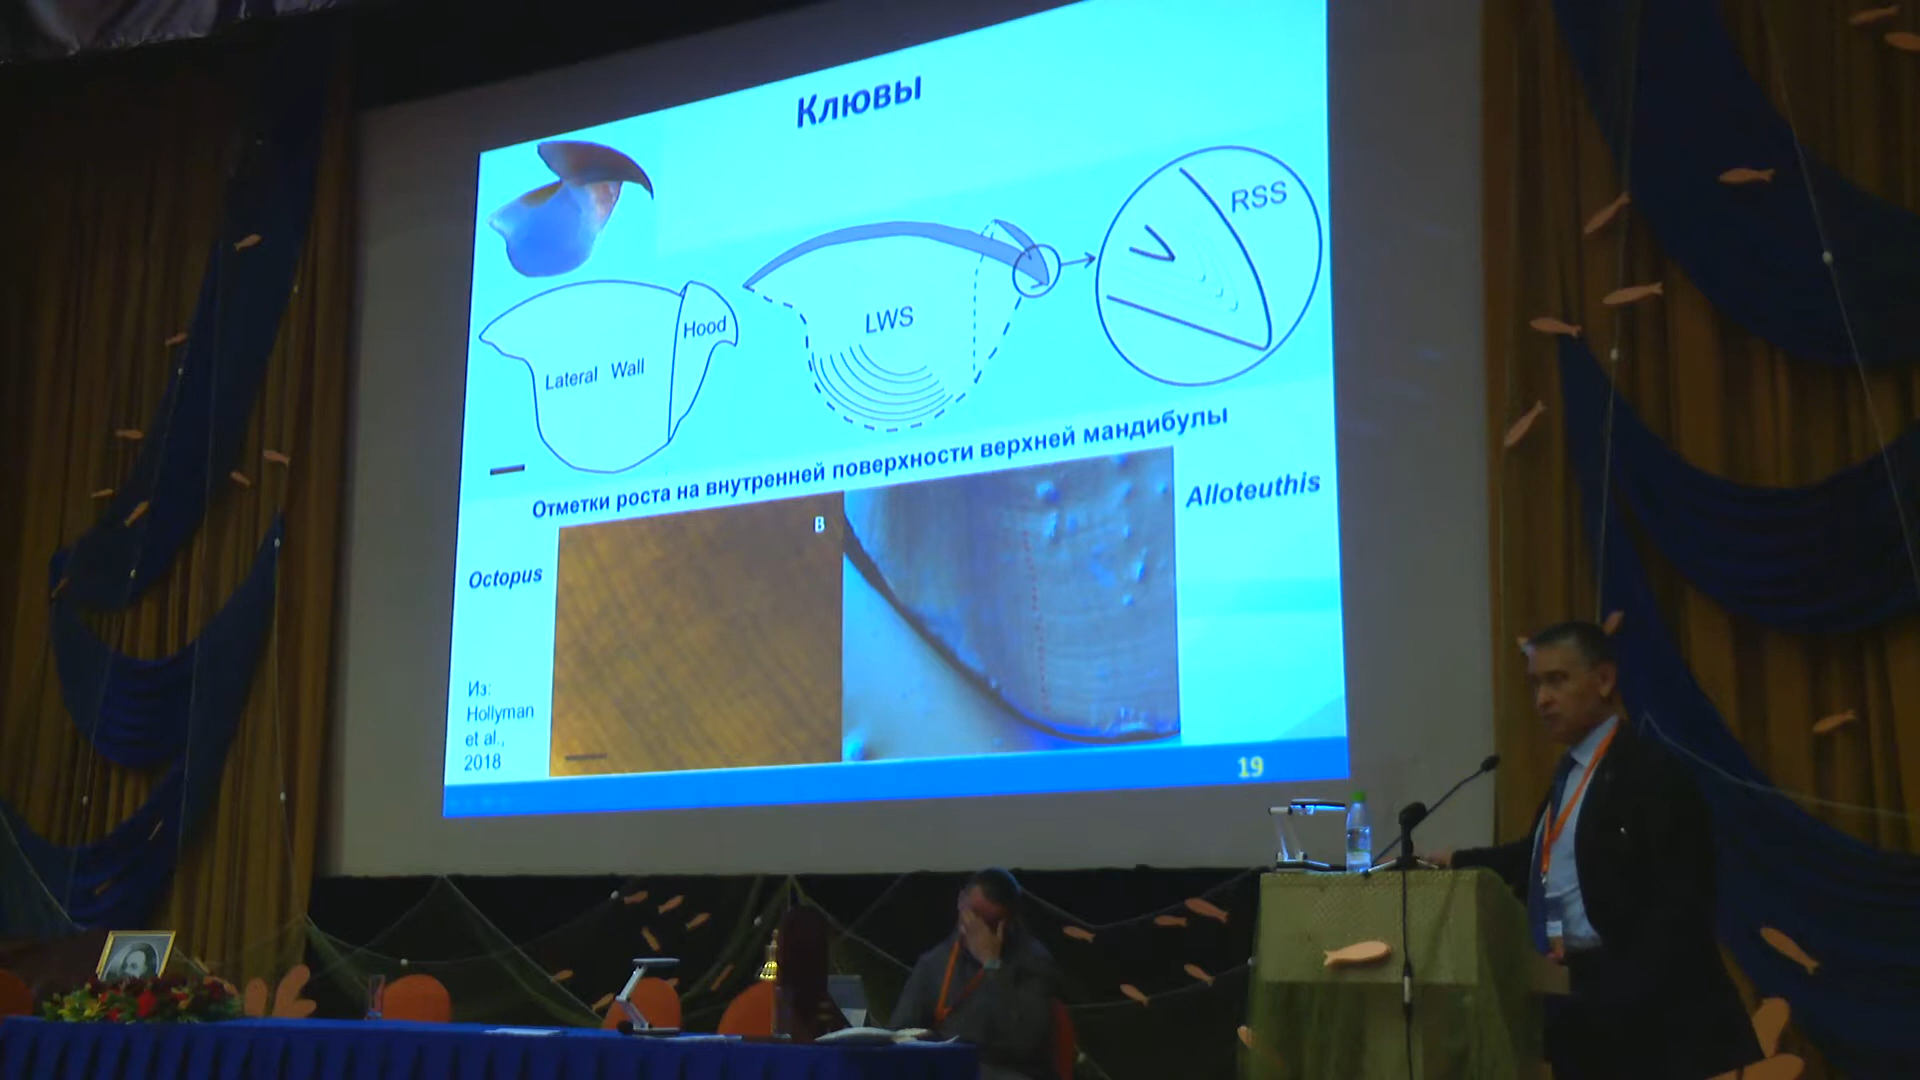 Клювы
RSS
Hood
LWS
Lateral Wall
Отметки роста на внутренней поверхности верхней мандибулы
B
Alloteuthis
Octopus
Из:
Hollyman
et al.,
2018
19